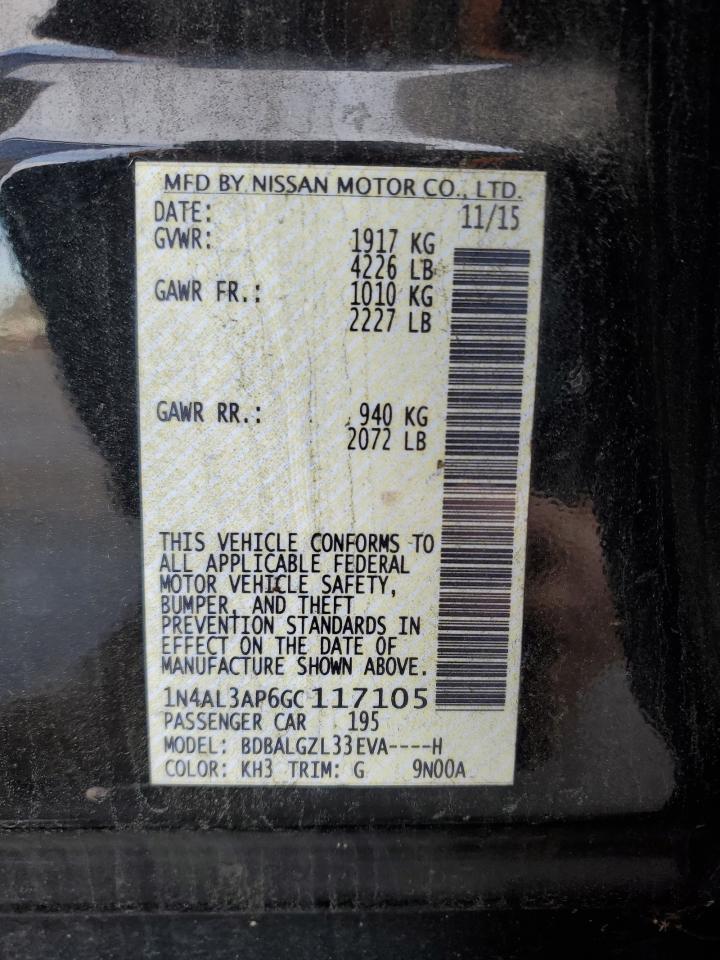 MFD BY NISSAN MOTOR CO., LTD.
DATE: 11/15
GVWR: 1917 KG
4226 LB
GAWR FR.: 1010 KG
2227 LB
GAWR RR.: 940 KG
2072 LB
THIS VEHICLE CONFORMS TO
ALL APPLICABLE FEDERAL
MOTOR VEHICLE SAFETY,
BUMPER, AND THEFT
PREVENTION STANDARDS IN
EFFECT ON THE DATE OF
MANUFACTURE SHOWN ABOVE.
1N4AL3AP6GC117105
PASSENGER CAR 195
MODEL: BDBALGZL33EVA----H
COLOR: KH3 TRIM: G 9N00A